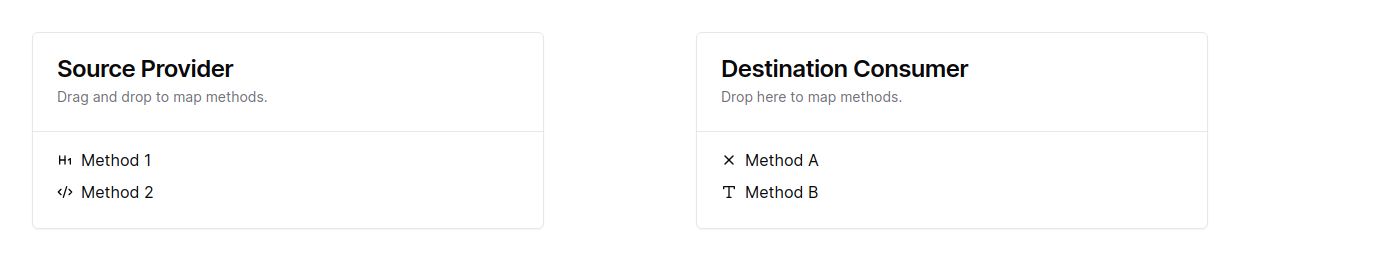 Source Provider
Drag and drop to map methods.
H1 Method 1
</> Method 2
Destination Consumer
Drop here to map methods.
Method A
T Method B